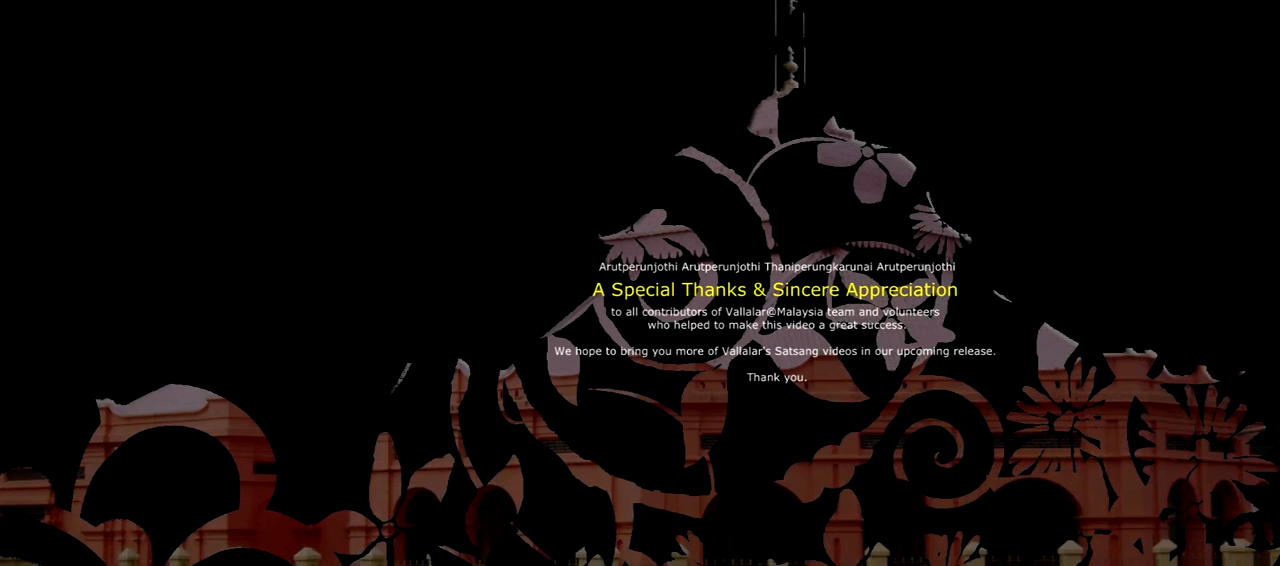 Arutperunjothi Arutperunjothi Thaniperungkarunai Arutperunjothi
A Special Thanks & Sincere Appreciation
to all contributors of Vallalar@Malaysia team and volunteers
who helped to make this video a great success.
We hope to bring you more of Vallalar's Satsang videos in our upcoming release.
Thank you.